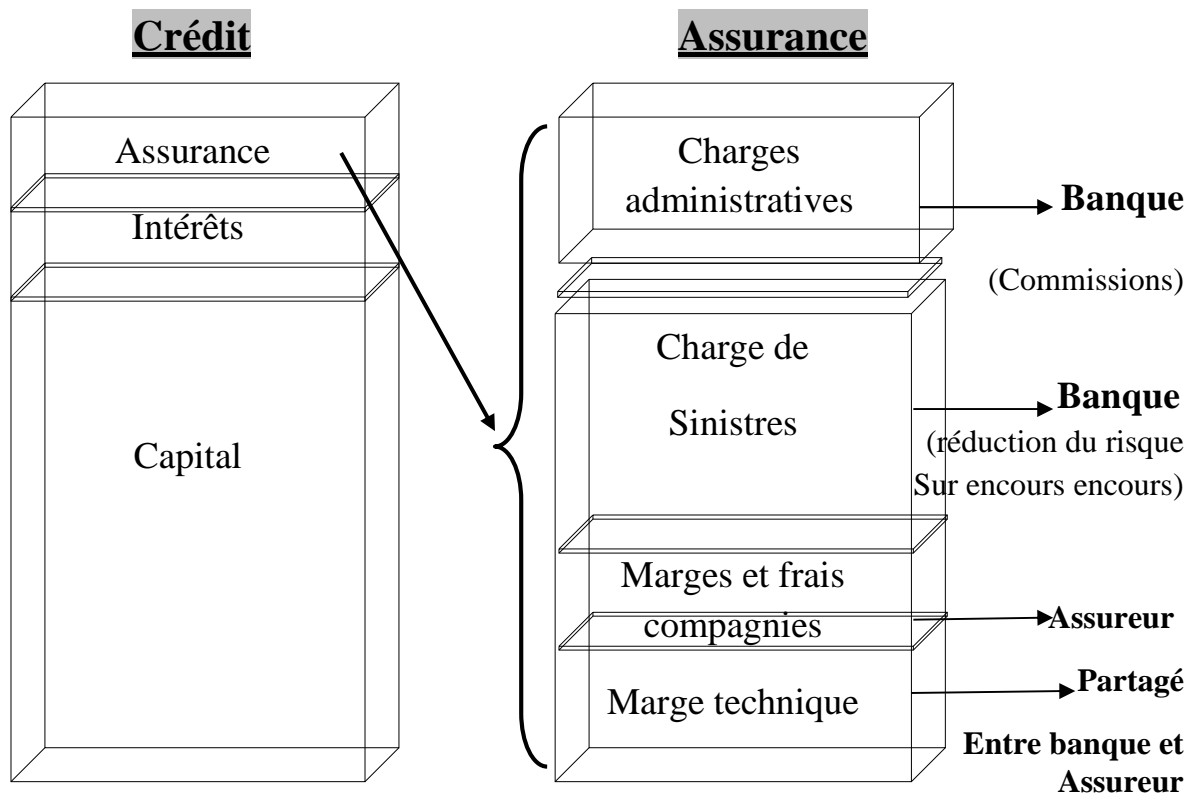 Crédit
Assurance
Intérêts
Capital
Assurance
Charges
administratives
Banque
(Commissions)
Charge de
Sinistres
Banque
(réduction du risque
Sur encours encours)
Marges et frais
compagnies
Assureur
Marge technique
Partagé
Entre banque et
Assureur